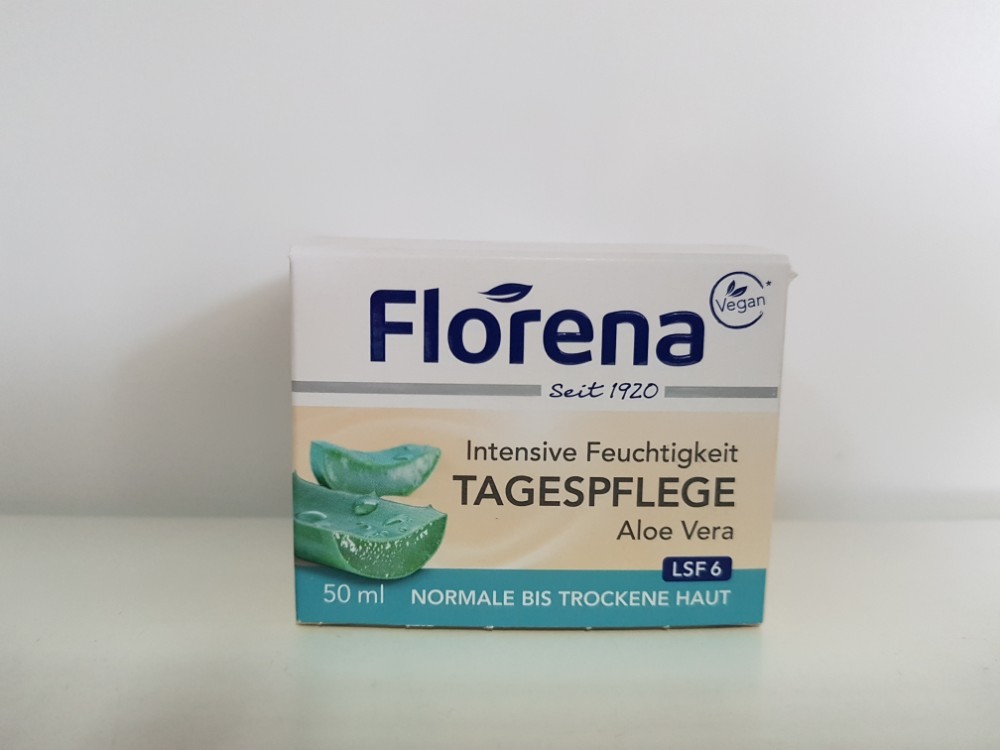 Florena
Vegan*
Seit 1920
Intensive Feuchtigkeit
TAGESPFLEGE
Aloe Vera
LSF 6
50 ml NORMALE BIS TROCKENE HAUT